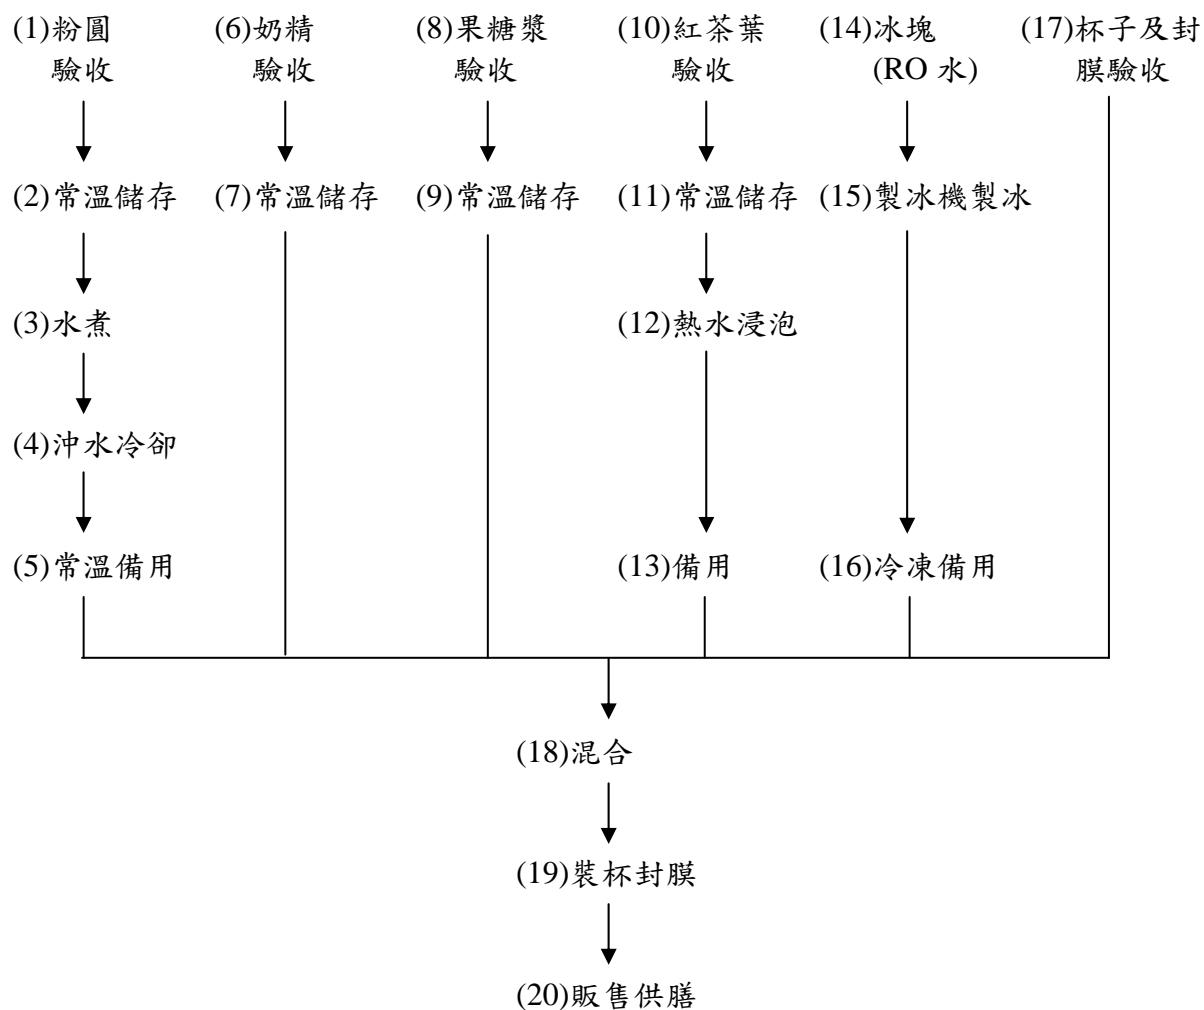 (1)粉圓
驗收
(6)奶精
驗收
(8)果糖漿
驗收
(10)紅茶葉
驗收
(14)冰塊
(RO 水)
(17)杯子及封
膜驗收
(2)常溫儲存
(7)常溫儲存
(9)常溫儲存
(11)常溫儲存
(15)製冰機製冰
(3)水煮
(12)熱水浸泡
(4)沖水冷卻
(5)常溫備用
(13)備用
(16)冷凍備用
(18)混合
(19)裝杯封膜
(20)販售供膳